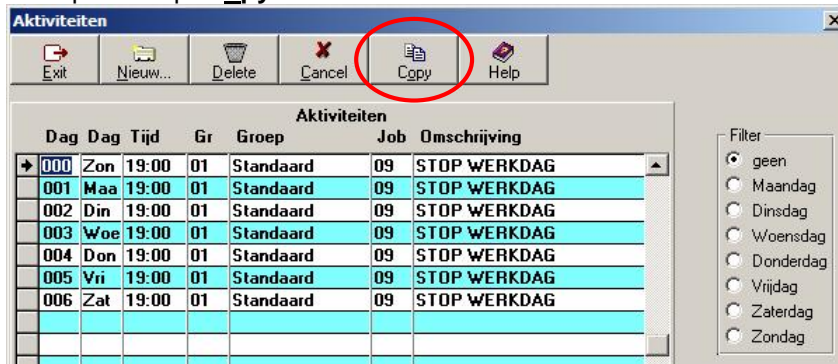 Aktiviteiten
Exit Nieuw... Delete Cancel Copy Help
Aktiviteiten
Dag Dag Tijd Gr Groep Job Omschrijving
000 Zon 19:00 01 Standaard 09 STOP WERKDAG
001 Maa 19:00 01 Standaard 09 STOP WERKDAG
002 Din 19:00 01 Standaard 09 STOP WERKDAG
003 Woe 19:00 01 Standaard 09 STOP WERKDAG
004 Don 19:00 01 Standaard 09 STOP WERKDAG
005 Vri 19:00 01 Standaard 09 STOP WERKDAG
006 Zat 19:00 01 Standaard 09 STOP WERKDAG
Filter
geen
Maandag
Dinsdag
Woensdag
Donderdag
Vrijdag
Zaterdag
Zondag